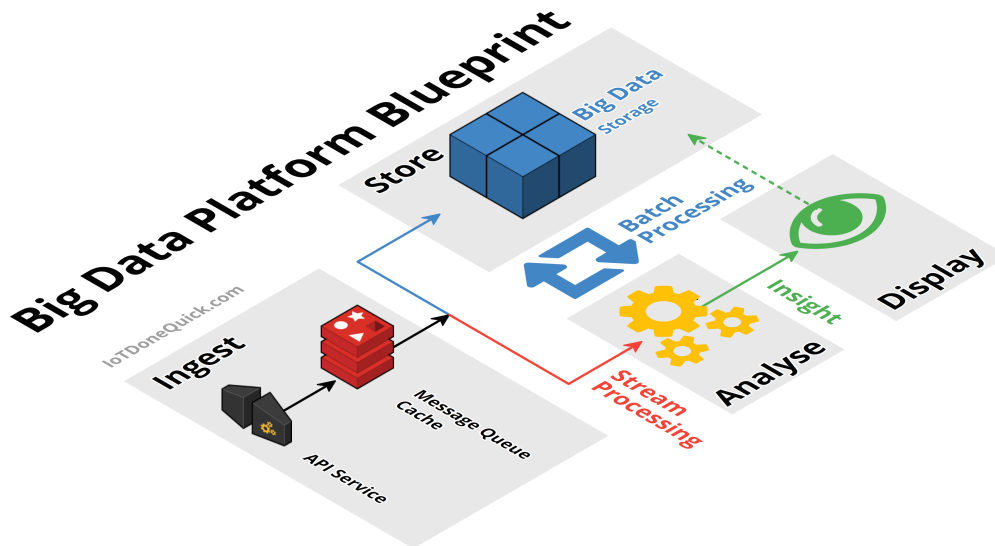 Big Data Platform Blueprint
IoTDoneQuick.com
Store
Big Data
Storage
Batch
Processing
Ingest
Message Queue
Cache
API Service
Stream
Processing
Analyse
Insight
Display